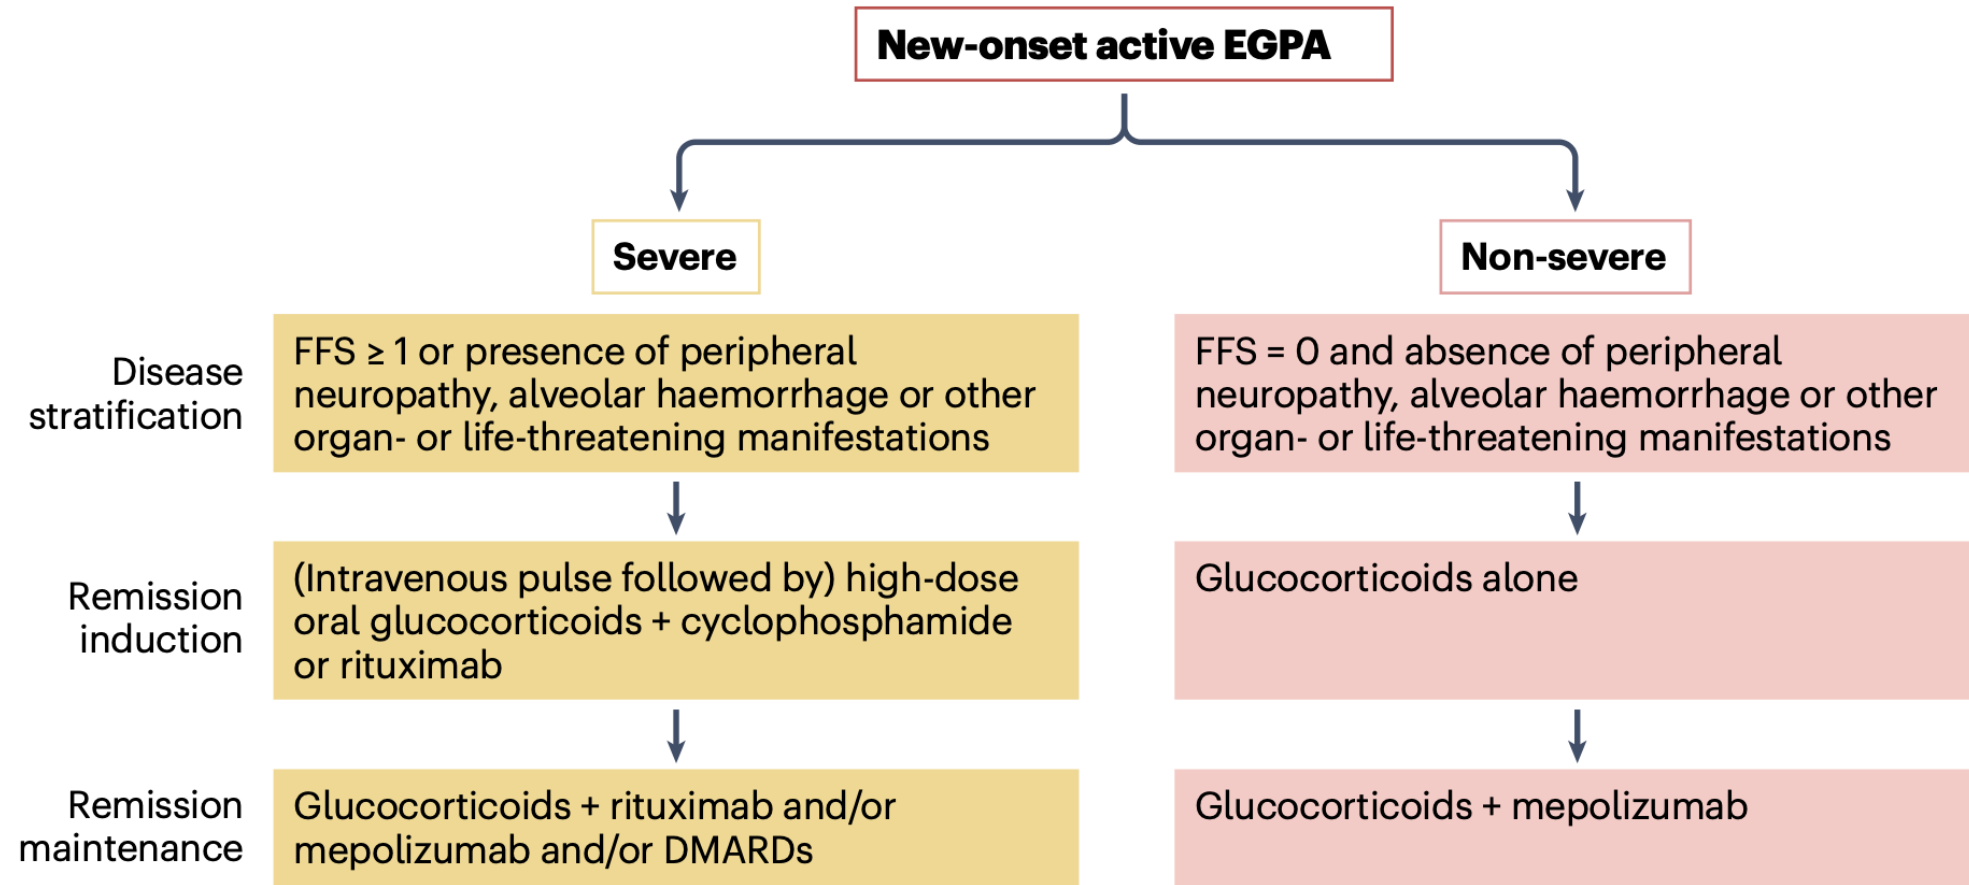 New-onset active EGPA
Severe
Non-severe
Disease
stratification
FFS ≥ 1 or presence of peripheral
neuropathy, alveolar haemorrhage or other
organ- or life-threatening manifestations
FFS = 0 and absence of peripheral
neuropathy, alveolar haemorrhage or other
organ- or life-threatening manifestations
Remission
induction
(Intravenous pulse followed by) high-dose
oral glucocorticoids + cyclophosphamide
or rituximab
Glucocorticoids alone
Remission
maintenance
Glucocorticoids + rituximab and/or
mepolizumab and/or DMARDs
Glucocorticoids + mepolizumab